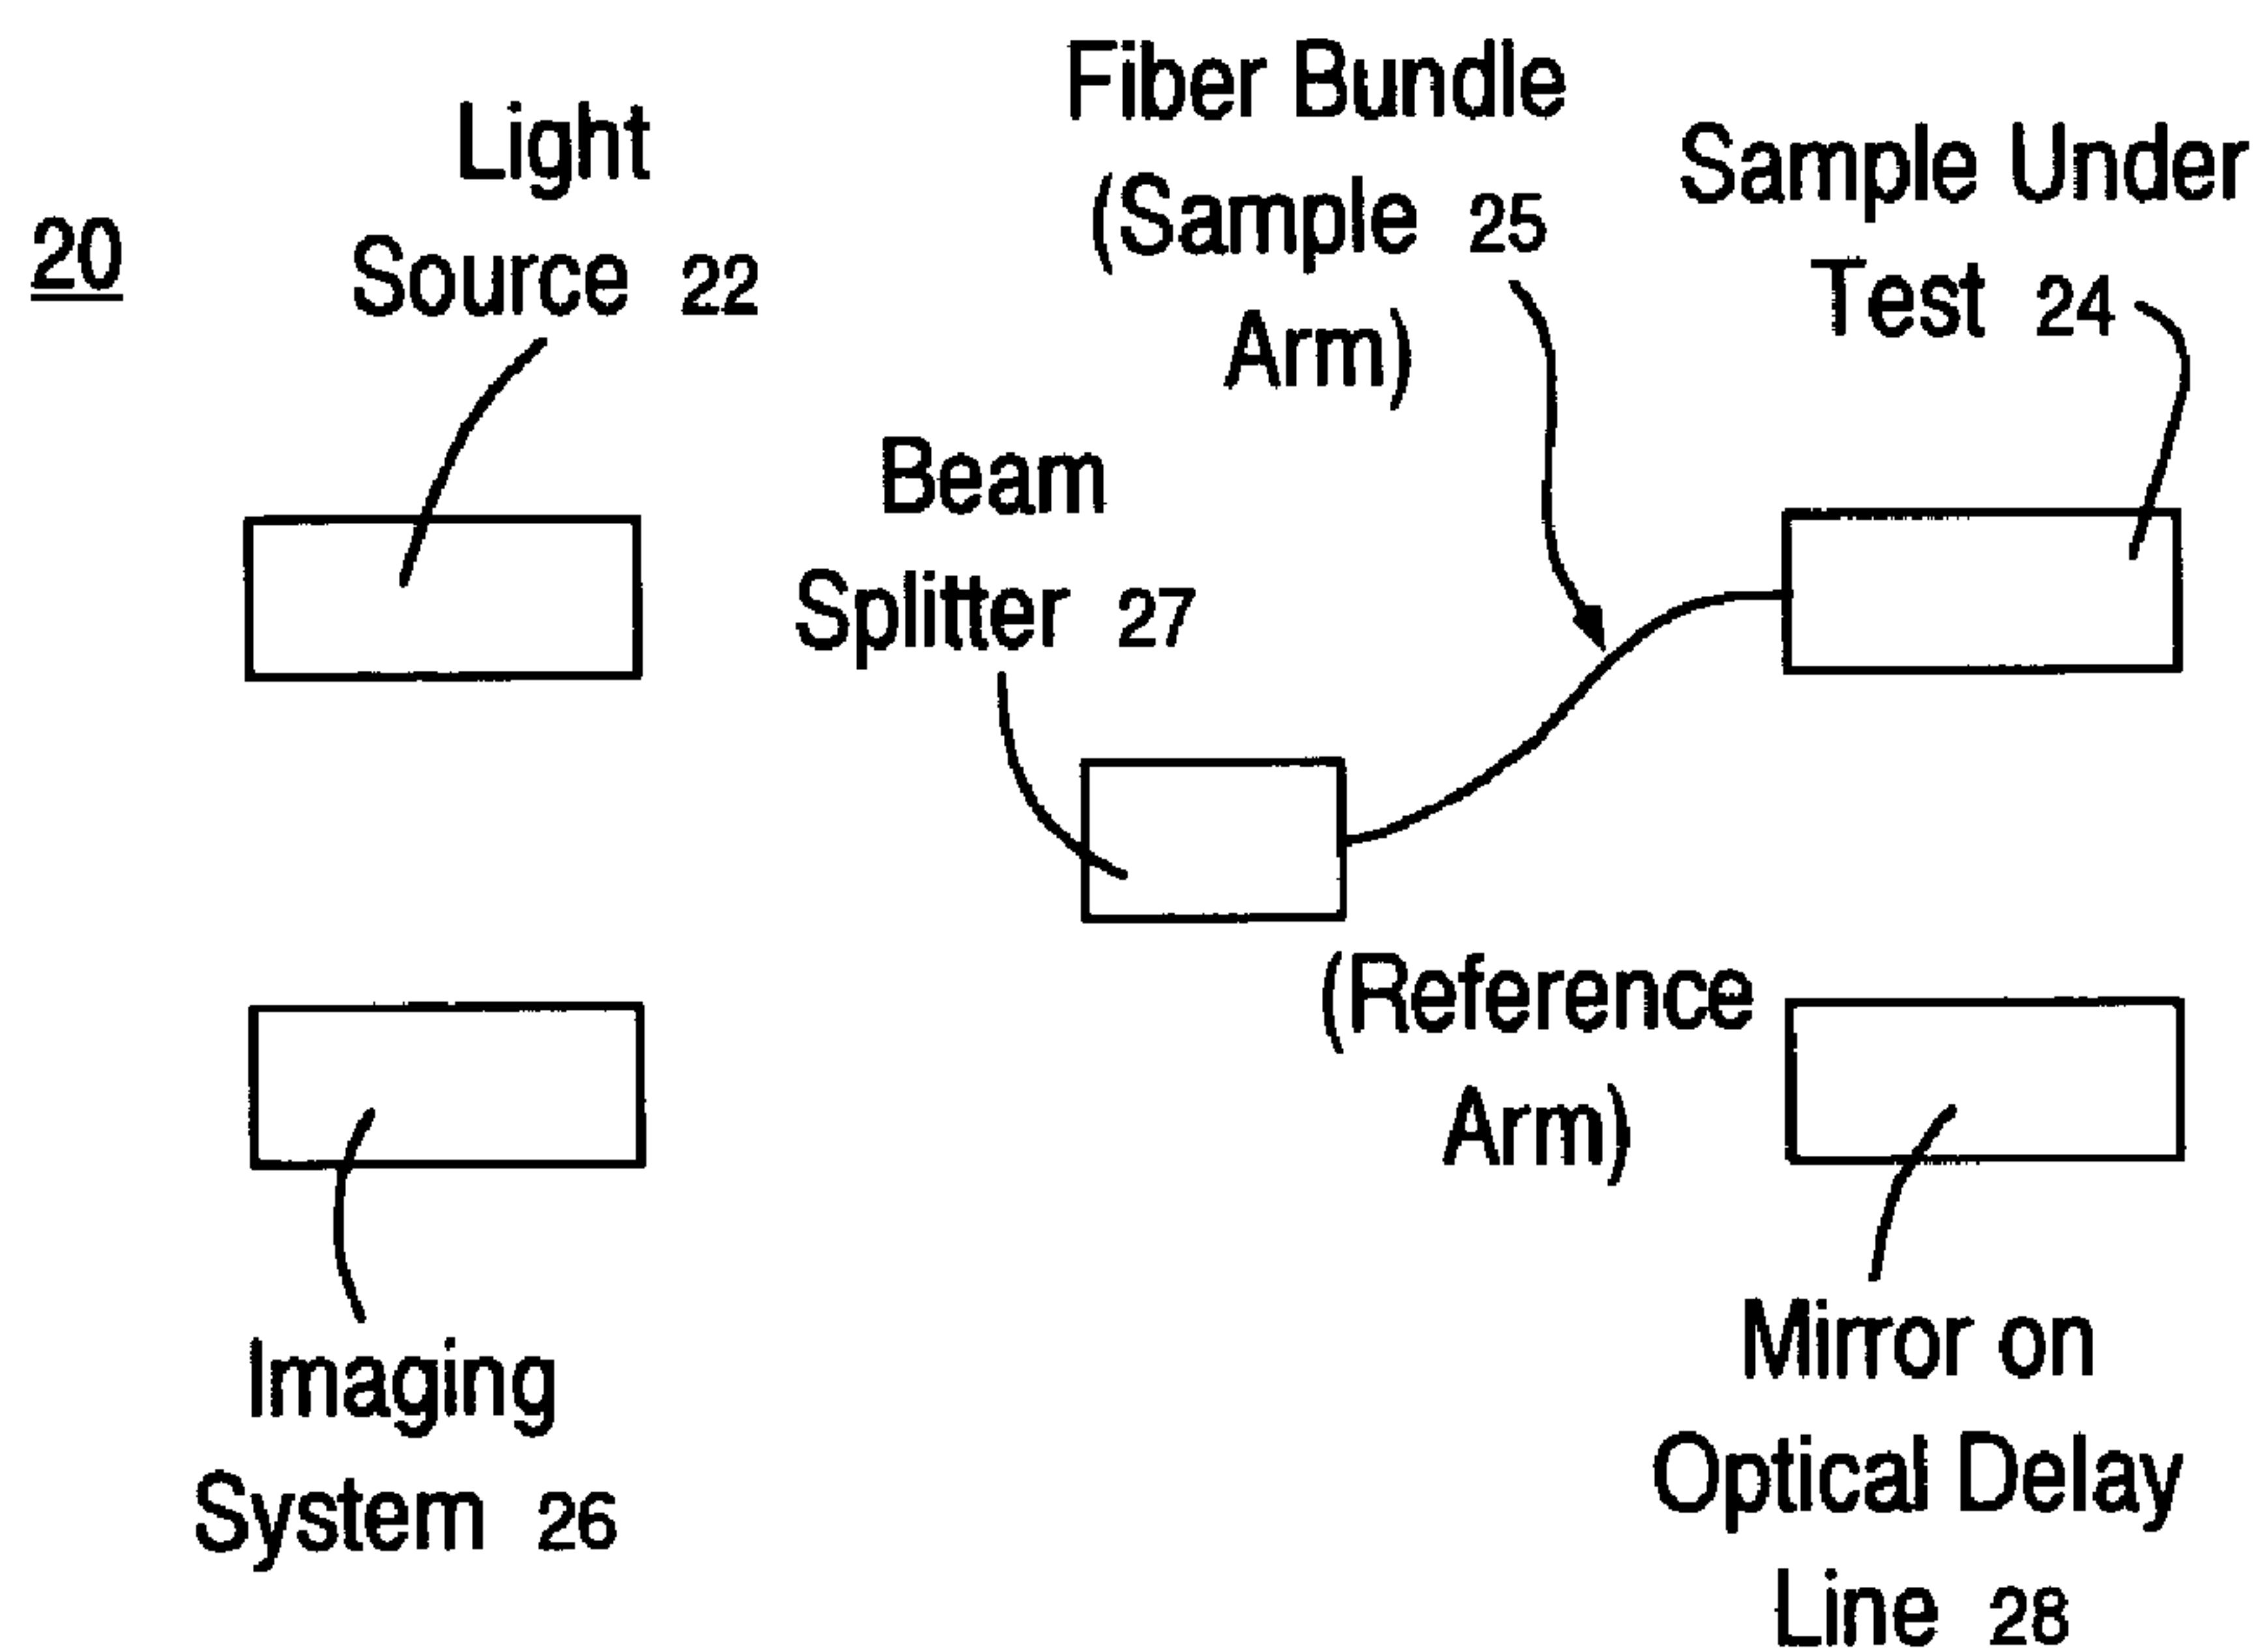 20
Light
Source 22
Fiber Bundle
(Sample 25
Arm)
Sample Under
Test 24
Beam
Splitter 27
(Reference
Arm)
Imaging
System 26
Mirror on
Optical Delay
Line 28